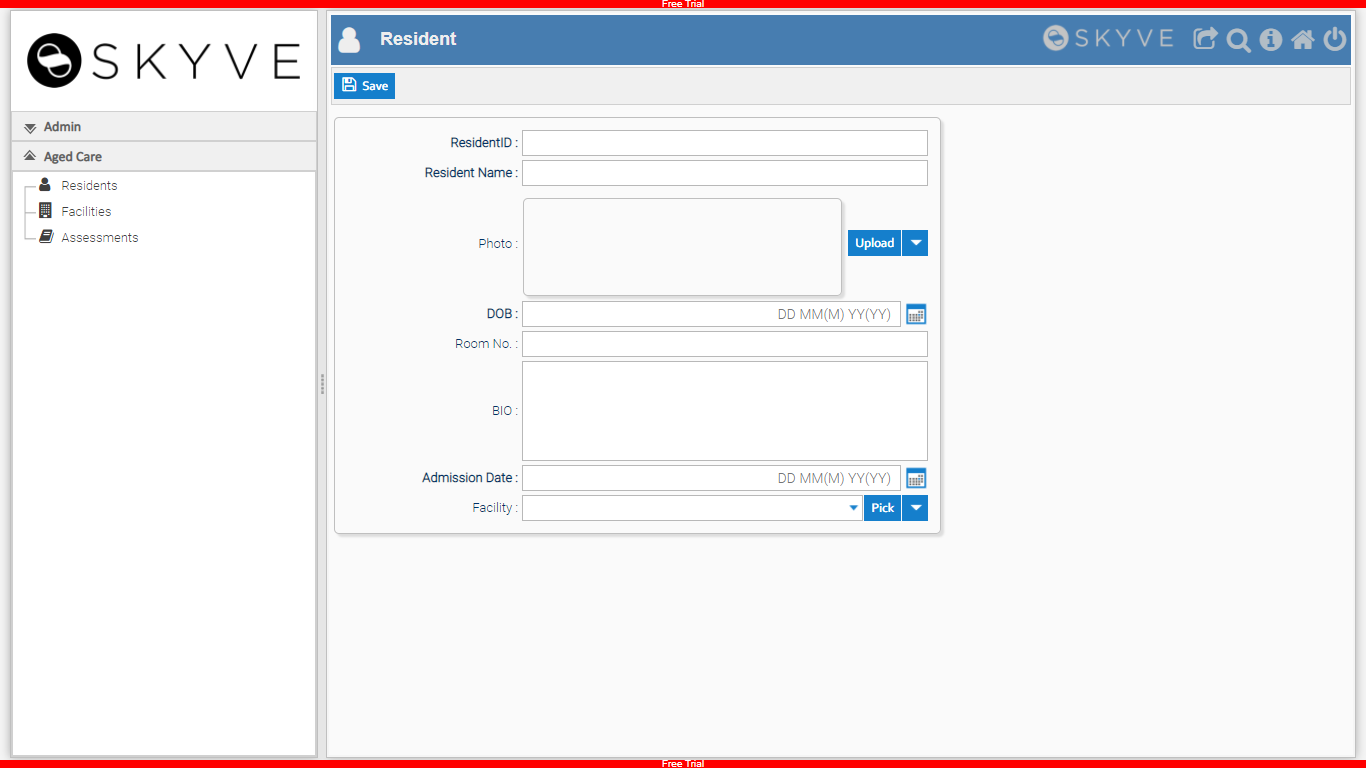 Free Trial
SKYVE
Admin
Aged Care
Residents
Facilities
Assessments
Resident
SKYVE
Save
ResidentID :
Resident Name :
Photo :
Upload
DOB :
DD MM(M) YY(YY)
Room No. :
BIO :
Admission Date :
DD MM(M) YY(YY)
Facility :
Pick
Free Trial